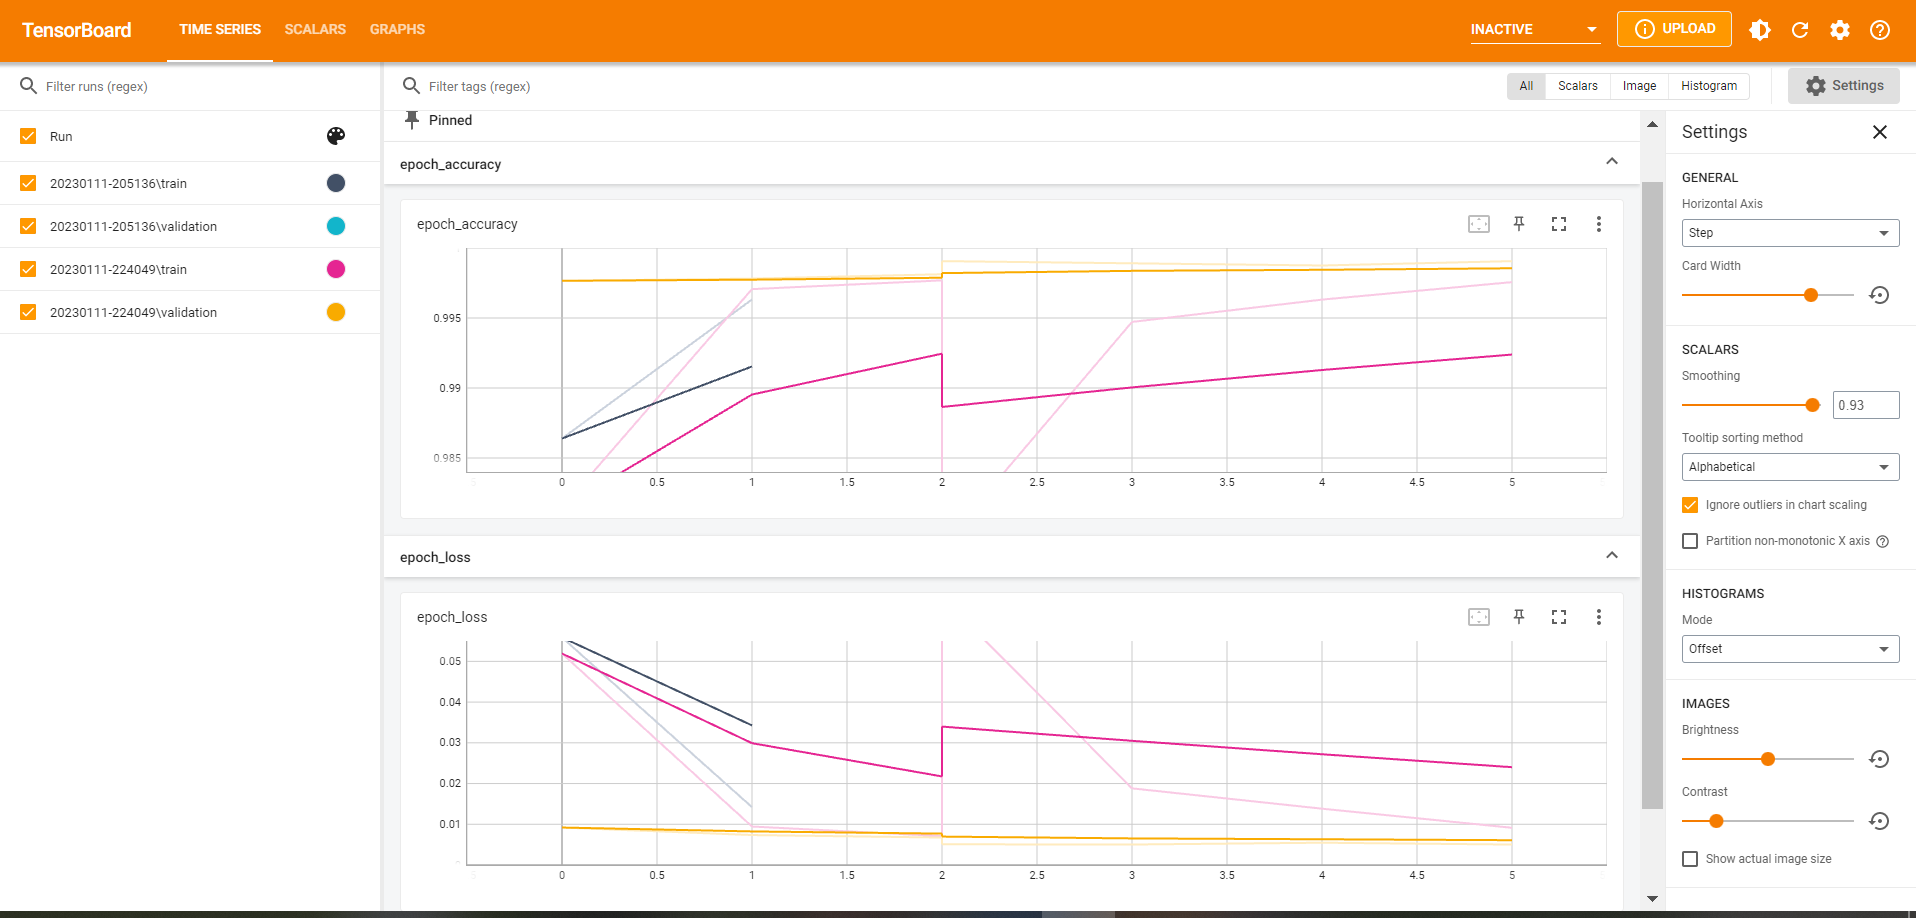 TensorBoard
TIME SERIES
SCALARS
GRAPHS
INACTIVE
UPLOAD
Filter runs (regex)
Run
20230111-205136\train
20230111-205136\validation
20230111-224049\train
20230111-224049\validation
Filter tags (regex)
All
Scalars
Image
Histogram
Settings
Pinned
epoch_accuracy
epoch_accuracy
0.995
0.99
0.985
0 0.5 1 1.5 2 2.5 3 3.5 4 4.5 5
epoch_loss
epoch_loss
0.05
0.04
0.03
0.02
0.01
0 0.5 1 1.5 2 2.5 3 3.5 4 4.5 5
Settings
GENERAL
Horizontal Axis
Step
Card Width
SCALARS
Smoothing
0.93
Tooltip sorting method
Alphabetical
Ignore outliers in chart scaling
Partition non-monotonic X axis
HISTOGRAMS
Mode
Offset
IMAGES
Brightness
Contrast
Show actual image size